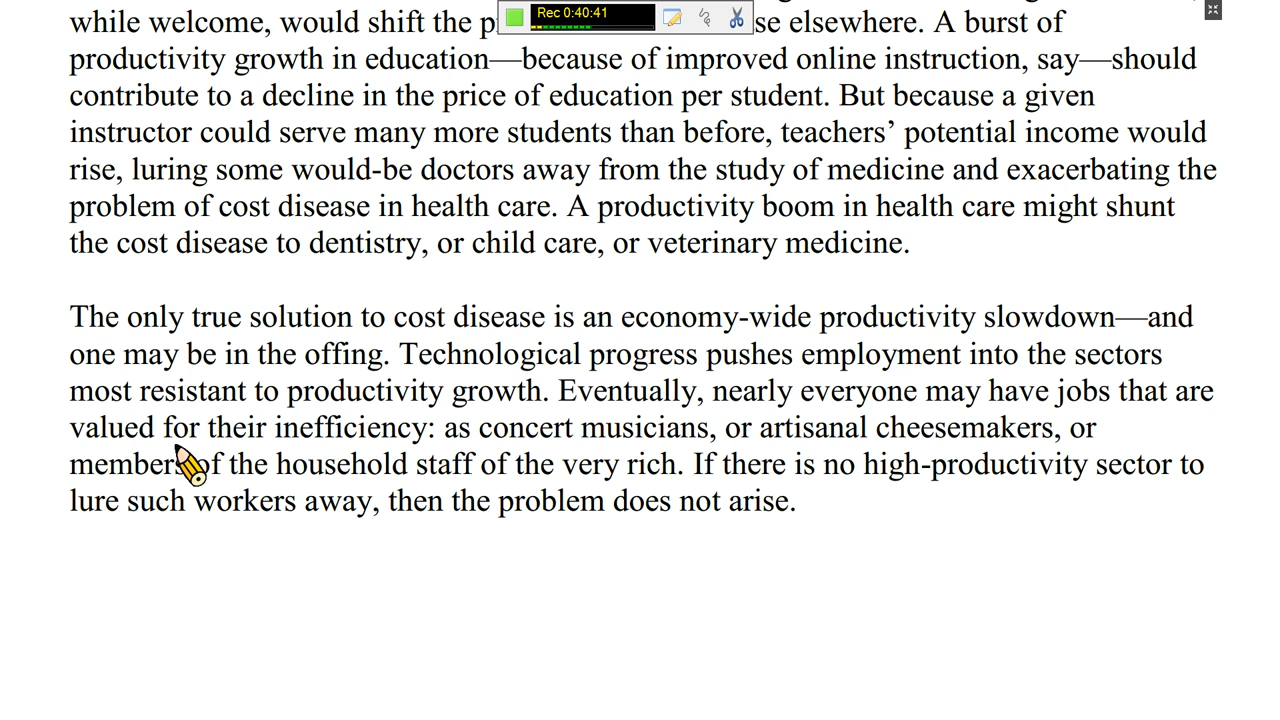 while welcome, would shift the elsewhere. A burst of
Rec 0:40:41
productivity growth in education—because of improved online instruction, say—should
contribute to a decline in the price of education per student. But because a given
instructor could serve many more students than before, teachers’ potential income would
rise, luring some would-be doctors away from the study of medicine and exacerbating the
problem of cost disease in health care. A productivity boom in health care might shunt
the cost disease to dentistry, or child care, or veterinary medicine.
The only true solution to cost disease is an economy-wide productivity slowdown—and
one may be in the offing. Technological progress pushes employment into the sectors
most resistant to productivity growth. Eventually, nearly everyone may have jobs that are
valued for their inefficiency: as concert musicians, or artisanal cheesemakers, or
members of the household staff of the very rich. If there is no high-productivity sector to
lure such workers away, then the problem does not arise.